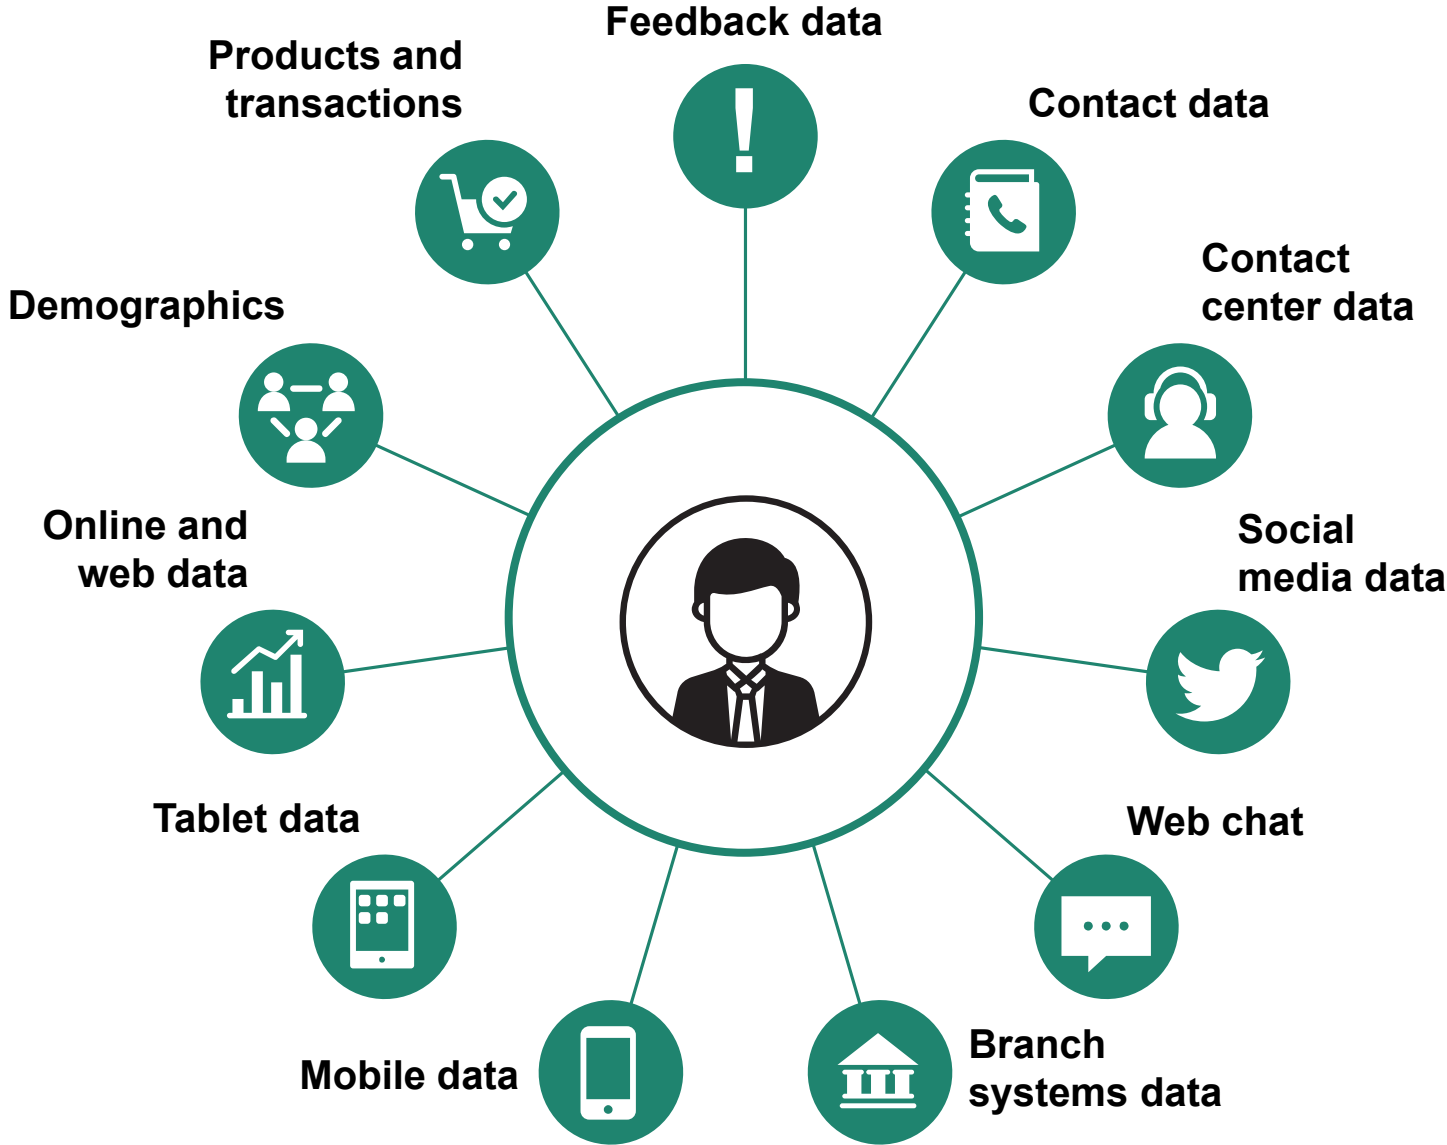 Feedback data
Products and
transactions
Contact data
Contact
center data
Demographics
Online and
web data
Social
media data
Tablet data
Web chat
Mobile data
Branch
systems data